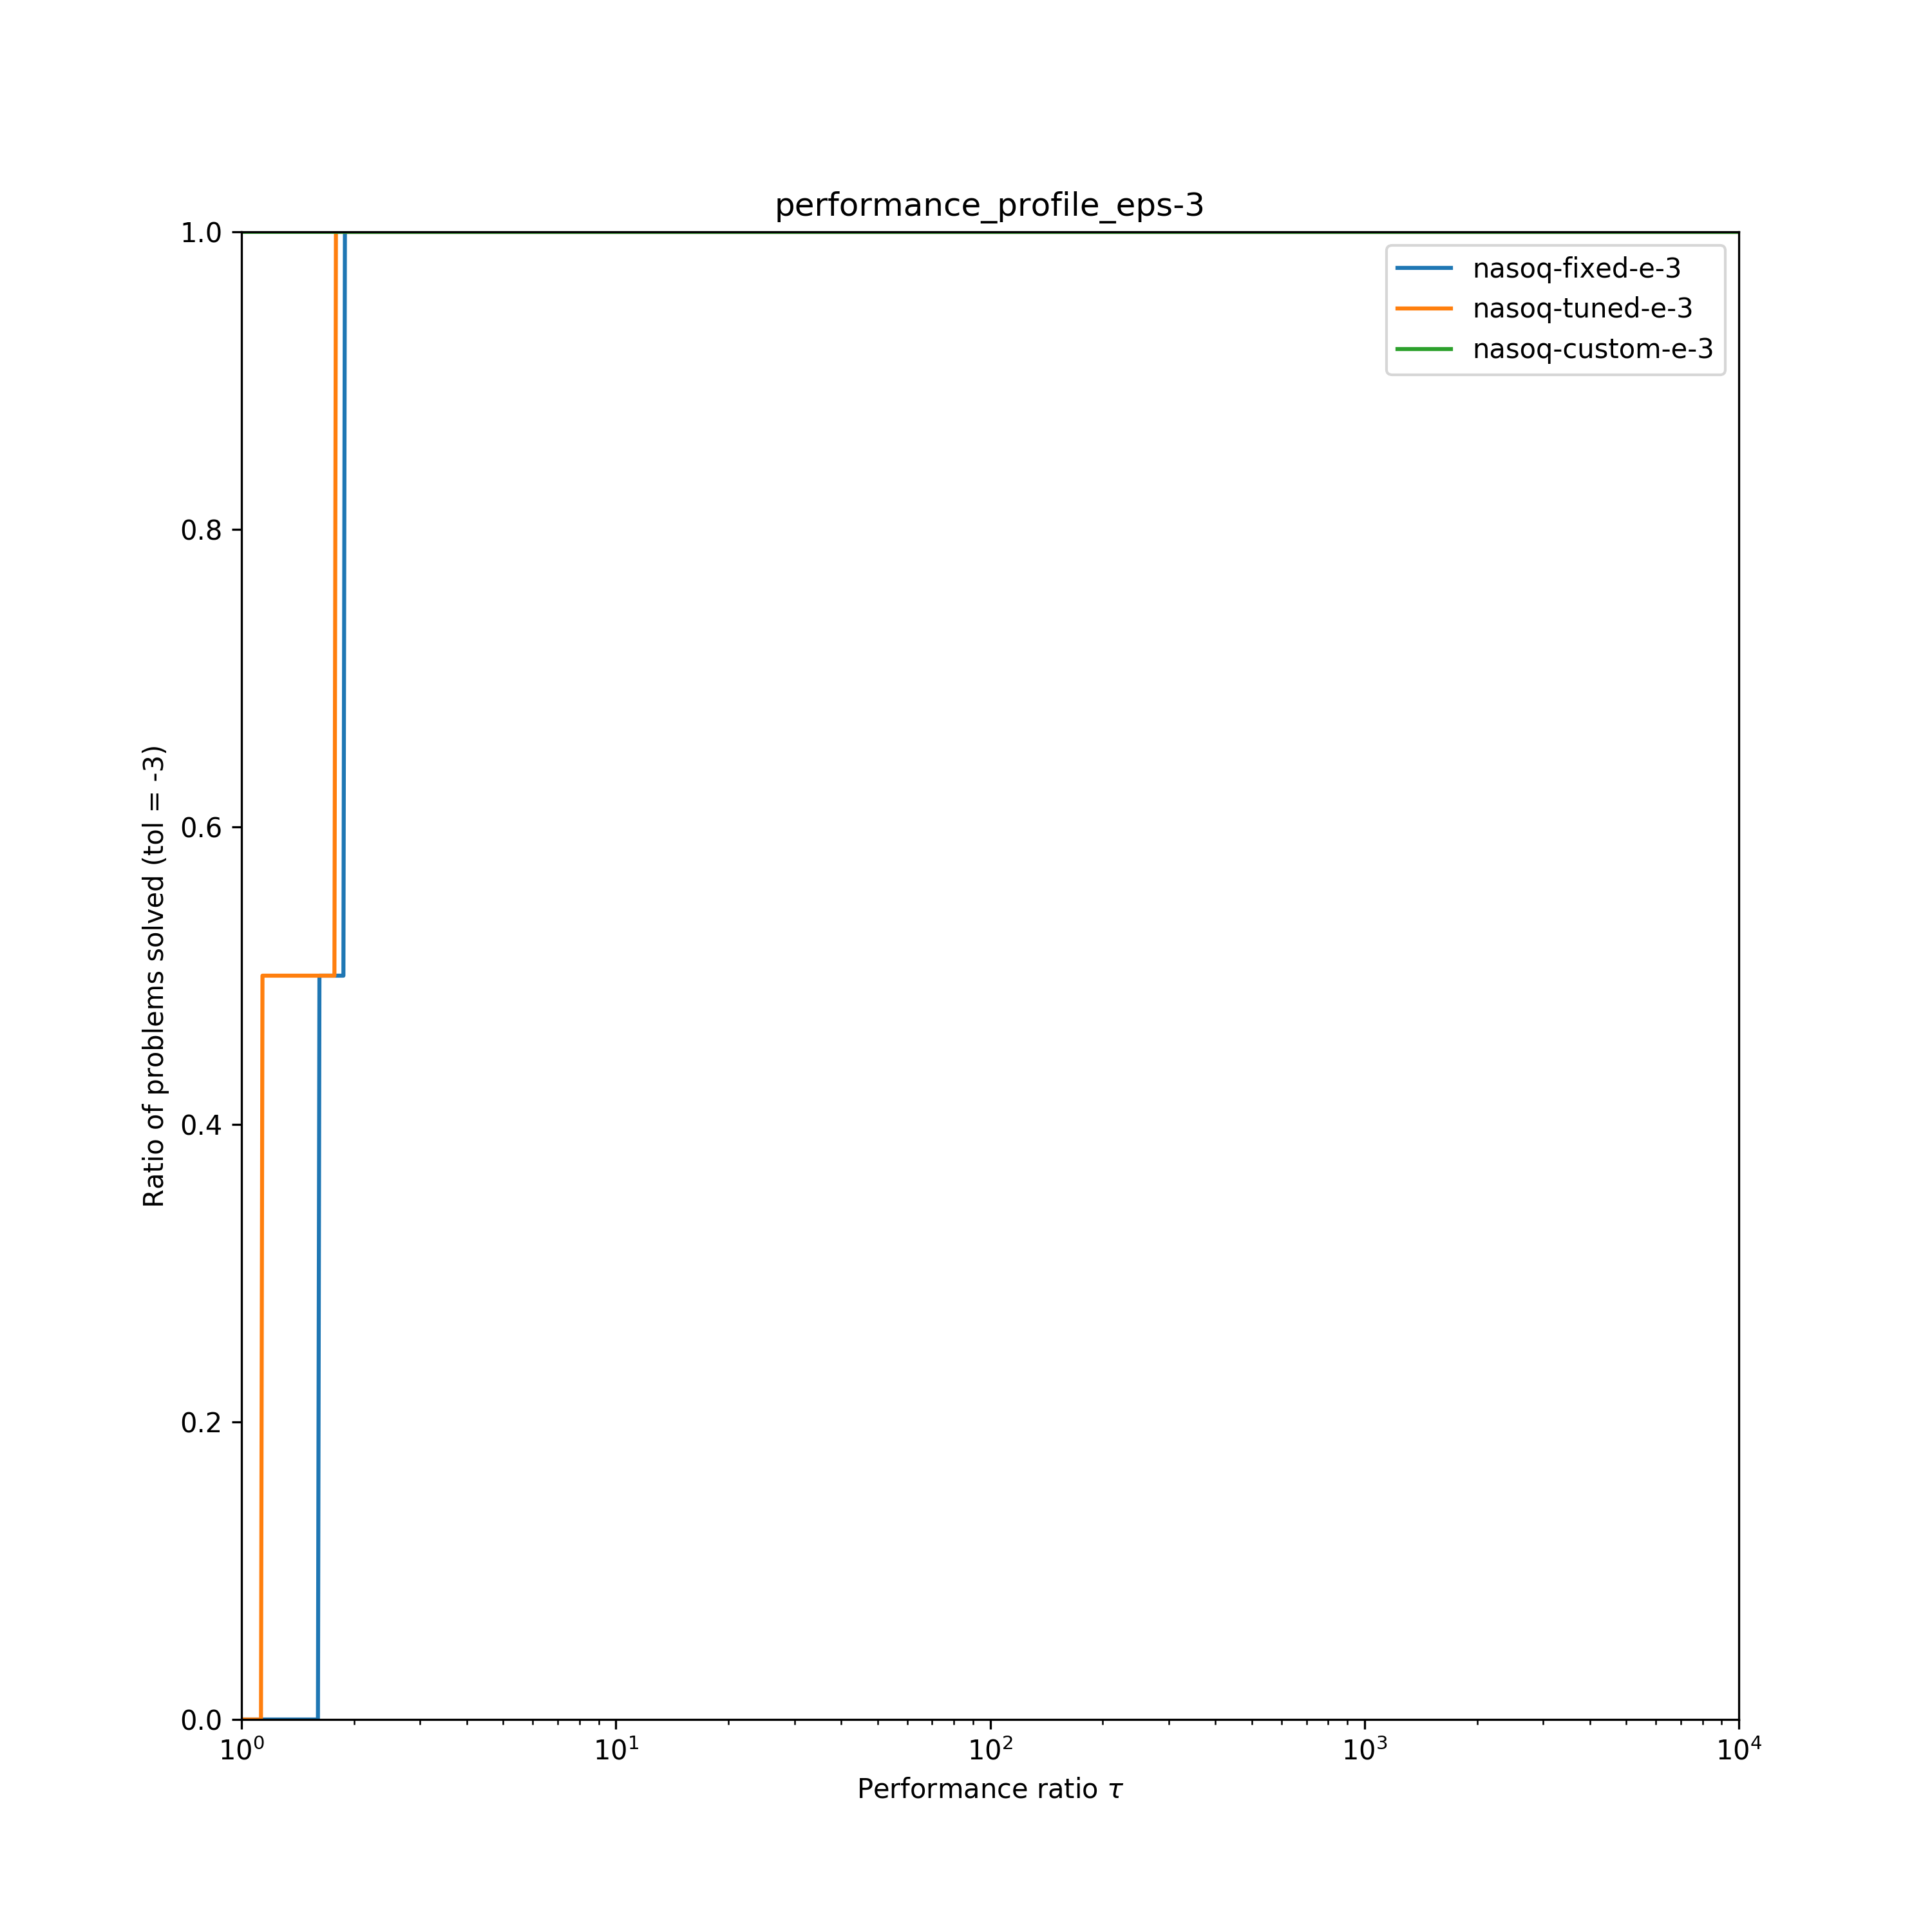 performance_profile_eps-3
nasoq-fixed-e-3
nasoq-tuned-e-3
nasoq-custom-e-3
Ratio of problems solved (tol = -3)
1.0
0.8
0.6
0.4
0.2
0.0
10⁰ 10¹ 10² 10³ 10⁴
Performance ratio τ